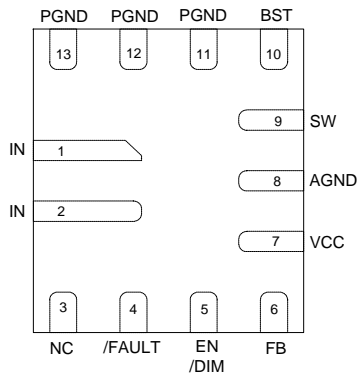 PGND PGND PGND BST
13 12 11 10
9 SW
IN 1
8 AGND
IN 2
7 VCC
3 4 5 6
NC /FAULT EN FB
/DIM